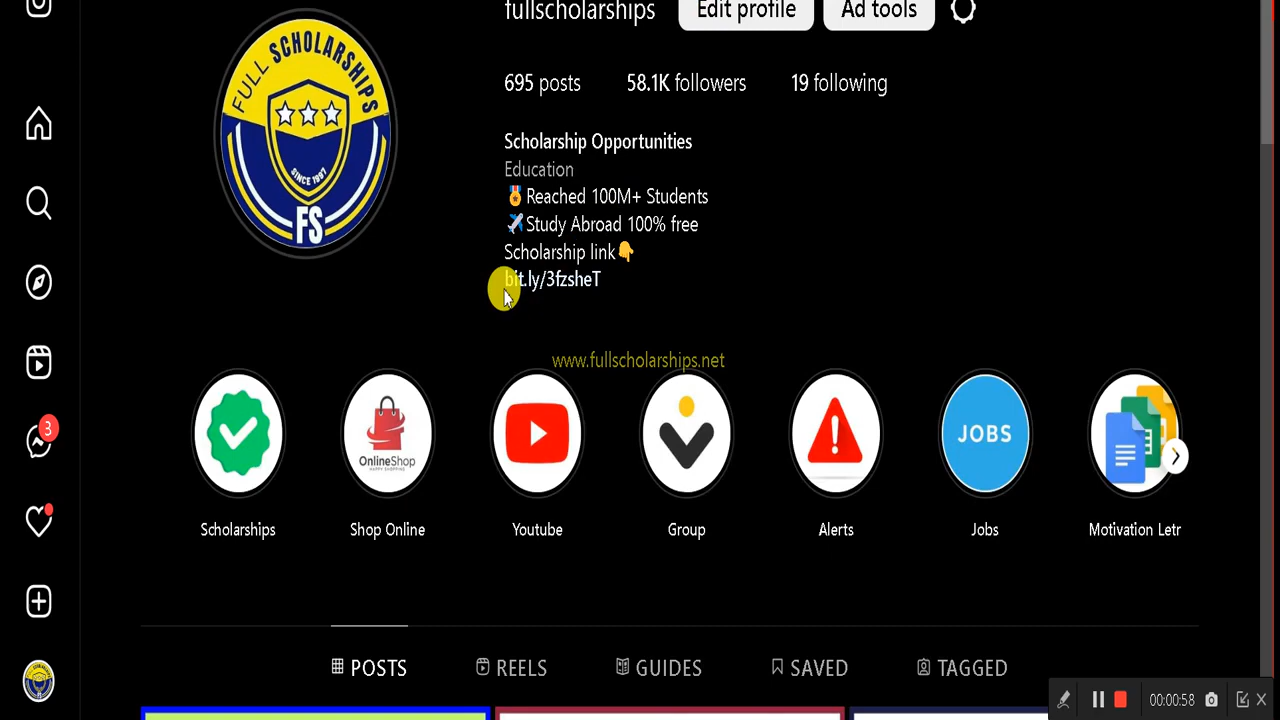 fullscholarships Edit profile Ad tools
FULL SCHOLARSHIPS
SINCE 1997
FS
695 posts 58.1K followers 19 following
Scholarship Opportunities
Education
🏅Reached 100M+ Students
✈️Study Abroad 100% free
Scholarship link👇
bit.ly/3fzsheT
www.fullscholarships.net
OnlineShop
HAPPY SHOPPING
JOBS
Scholarships Shop Online Youtube Group Alerts Jobs Motivation Letr
3
POSTS REELS GUIDES SAVED TAGGED
00:00:58